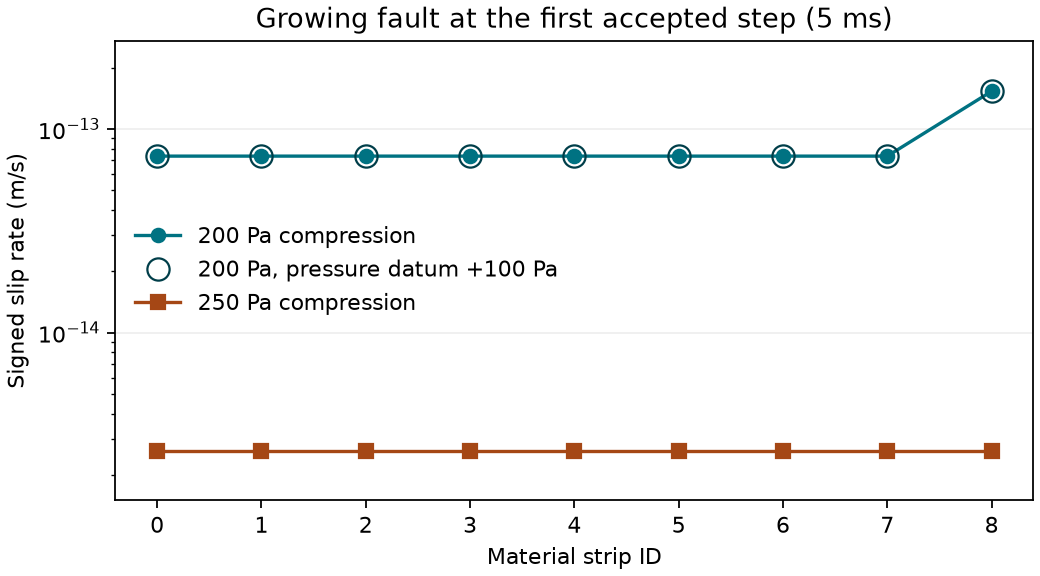 Growing fault at the first accepted step (5 ms)
Signed slip rate (m/s)
10⁻¹³
10⁻¹⁴
200 Pa compression
200 Pa, pressure datum +100 Pa
250 Pa compression
0 1 2 3 4 5 6 7 8
Material strip ID